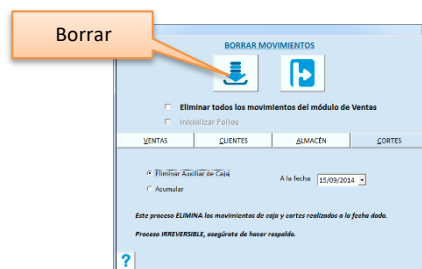 Borrar
BORRAR MOVIMIENTOS
Eliminar todos los movimientos del módulo de Ventas
Inicializar Folios
VENTAS CLIENTES ALMACÉN CORTES
Eliminar Auxiliar de Caja
A la fecha 15/09/2014
Acumular
Este proceso ELIMINA los movimientos de caja y cortes realizados a la fecha dada.
Proceso IRREVERSIBLE, asegúrate de hacer respaldo.
?